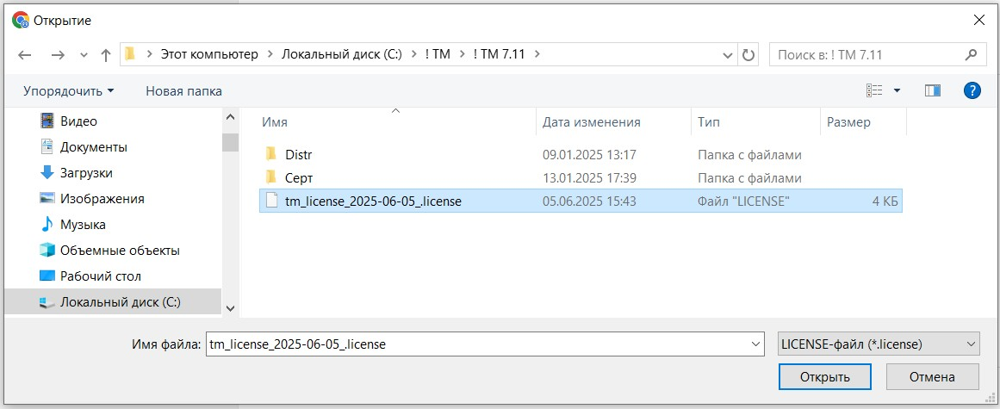 Открытие
Этот компьютер > Локальный диск (C:) > ! TM > ! TM 7.11 >
Поиск в: ! TM 7.11
Упорядочить
Новая папка
?
Видео
Документы
Загрузки
Изображения
Музыка
Объемные объекты
Рабочий стол
Локальный диск (C:)
Имя Дата изменения Тип Размер
Distr 09.01.2025 13:17 Папка с файлами
Серт 13.01.2025 17:39 Папка с файлами
tm_license_2025-06-05_.license 05.06.2025 15:43 Файл "LICENSE" 4 КБ
Имя файла: tm_license_2025-06-05_.license LICENSE-файл (*.license)
Открыть Отмена